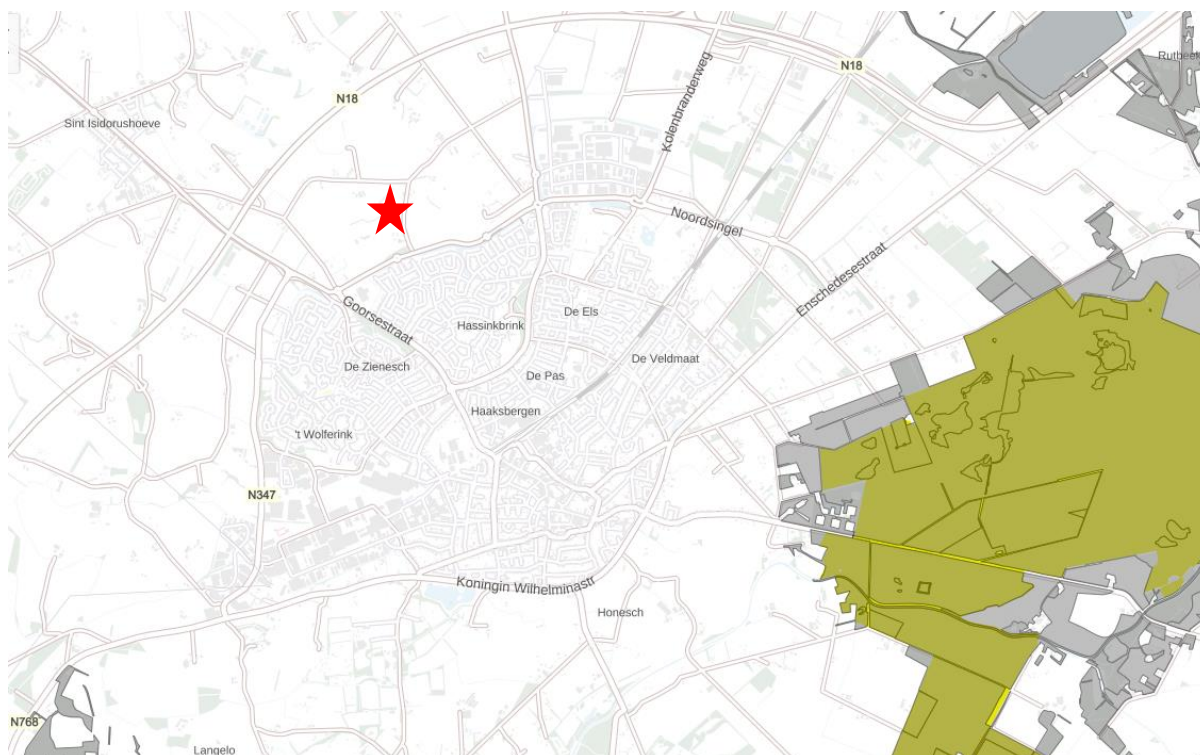 Rutbeek
N18
N18
Kolenbranderweg
Sint Isidorushoeve
Noordsingel
Enschedesestraat
Goorsestraat
Hassinkbrink
De Els
De Veldmaat
De Zienesch
De Pas
Haaksbergen
't Wolferink
N347
Koningin Wilhelminastr
Honesch
N768
Langelo